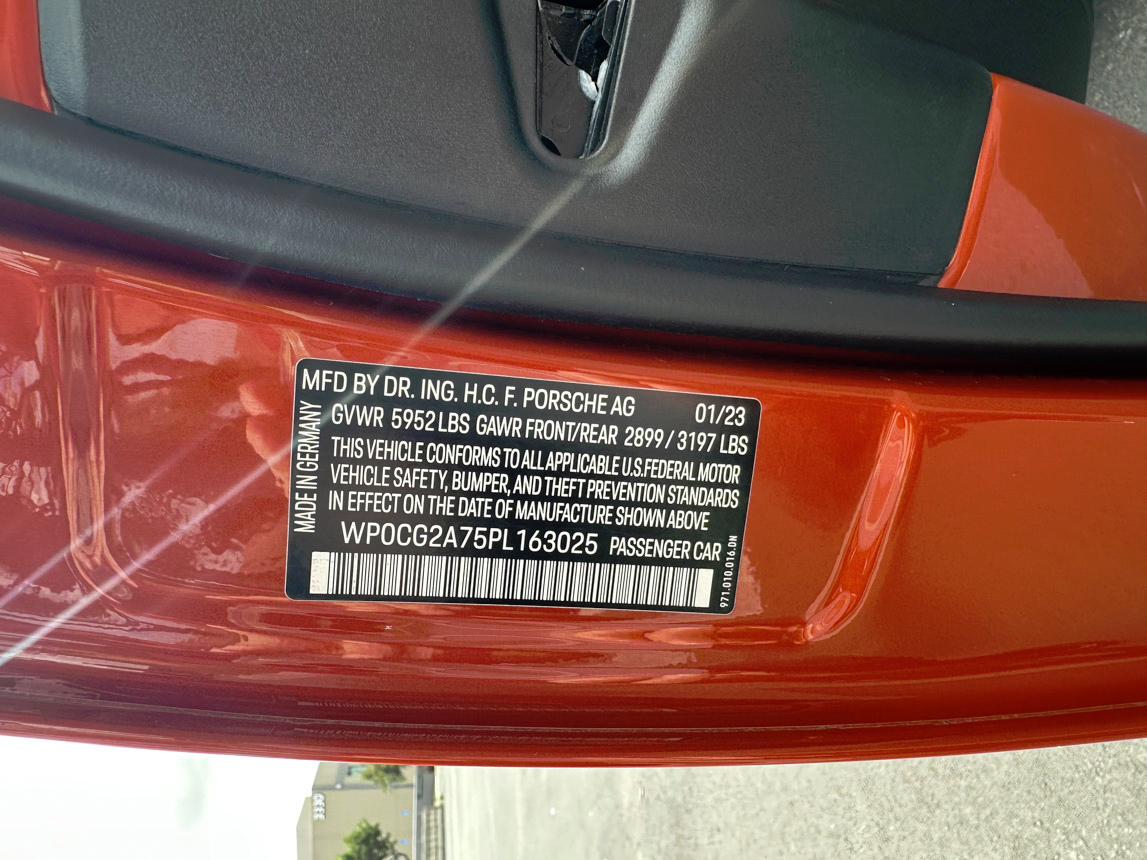 MFD BY DR. ING. H.C. F. PORSCHE AG 01/23
GVWR 5952 LBS GAWR FRONT/REAR 2899 / 3197 LBS
THIS VEHICLE CONFORMS TO ALL APPLICABLE U.S. FEDERAL MOTOR
VEHICLE SAFETY, BUMPER, AND THEFT PREVENTION STANDARDS
IN EFFECT ON THE DATE OF MANUFACTURE SHOWN ABOVE
WP0CG2A75PL163025 PASSENGER CAR
MADE IN GERMANY
971.010.016.DN